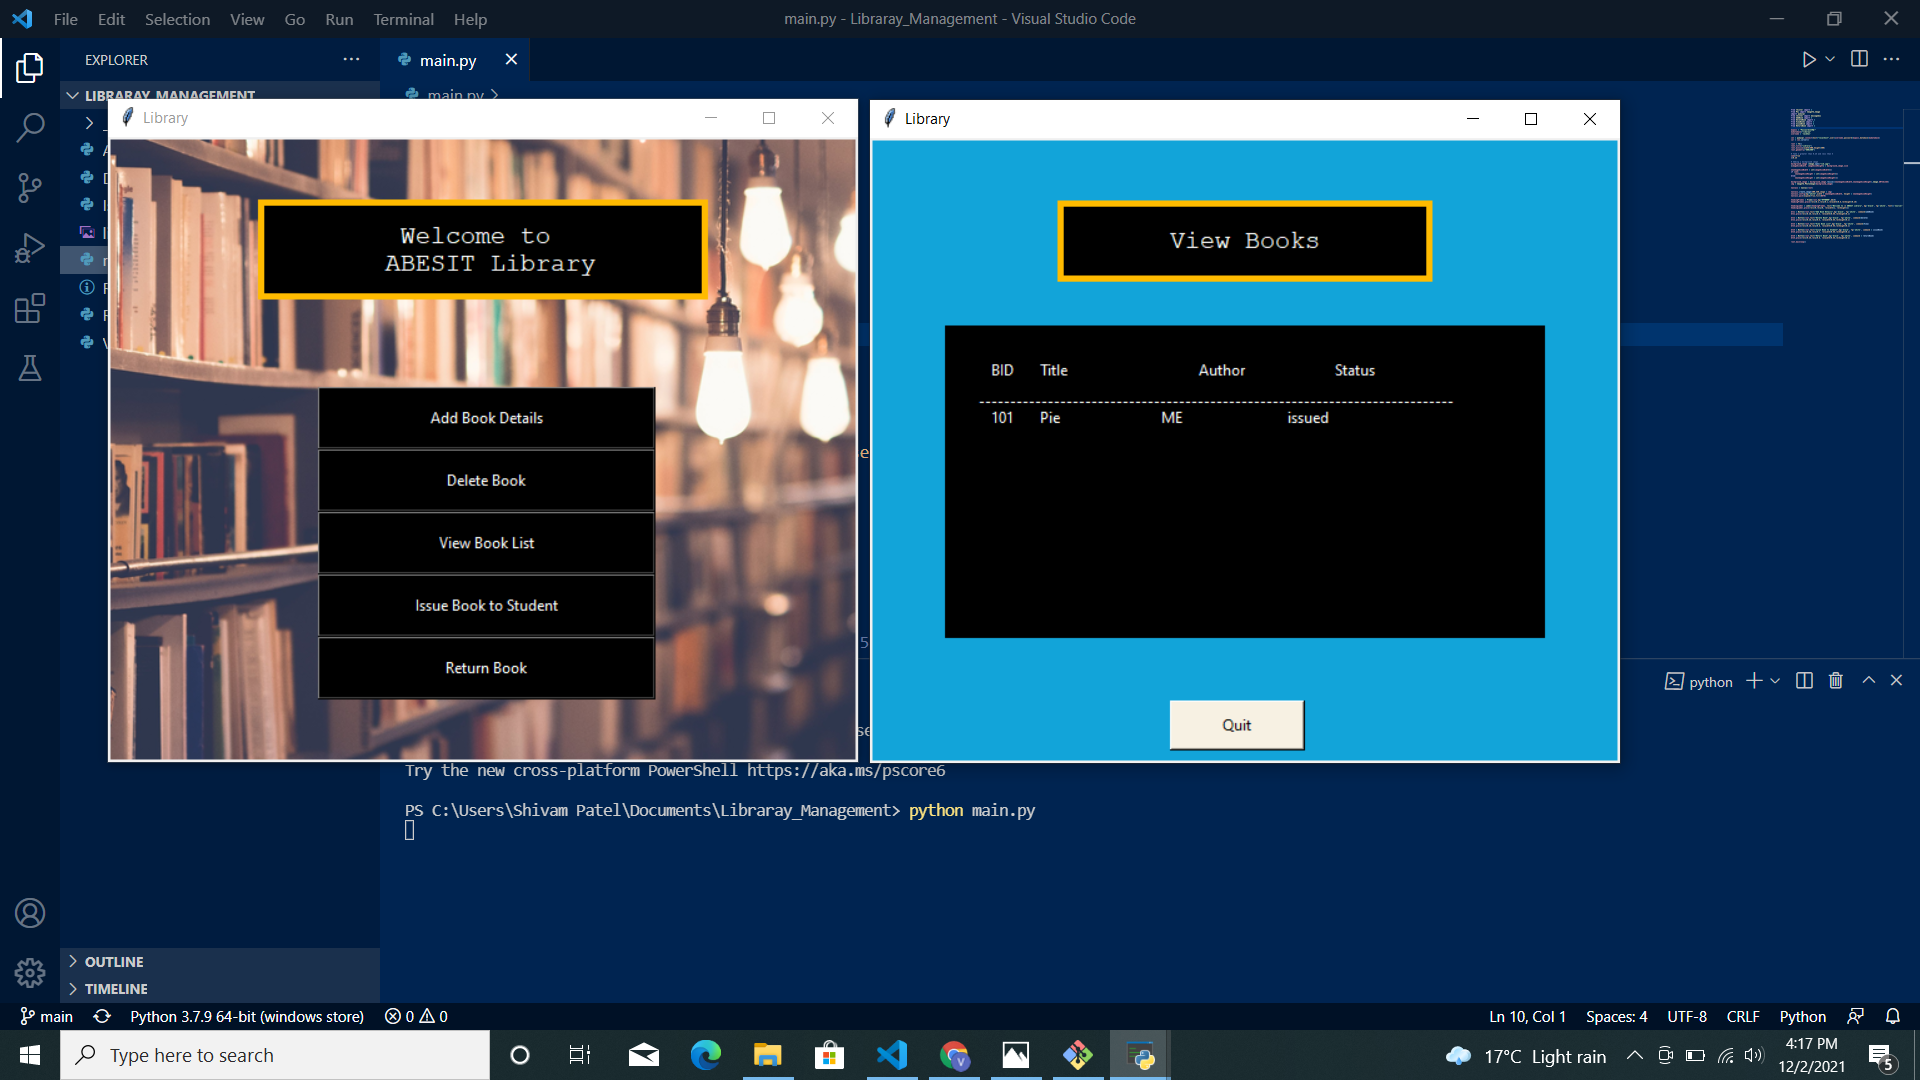 File Edit Selection View Go Run Terminal Help
main.py - Libraray_Management - Visual Studio Code
EXPLORER
main.py
LIBRARAY_MANAGEMENT
main.py
Library
Welcome to
ABESIT Library
Add Book Details
Delete Book
View Book List
Issue Book to Student
Return Book
Library
View Books
BID Title Author Status
--------------------------------------------------------------------------------
101 Pie ME issued
Quit
python
Try the new cross-platform PowerShell https://aka.ms/pscore6
PS C:\Users\Shivam Patel\Documents\Libraray_Management> python main.py
OUTLINE
TIMELINE
main Python 3.7.9 64-bit (windows store) 0 0
Ln 10, Col 1 Spaces: 4 UTF-8 CRLF Python
Type here to search
17°C Light rain
4:17 PM
12/2/2021
5